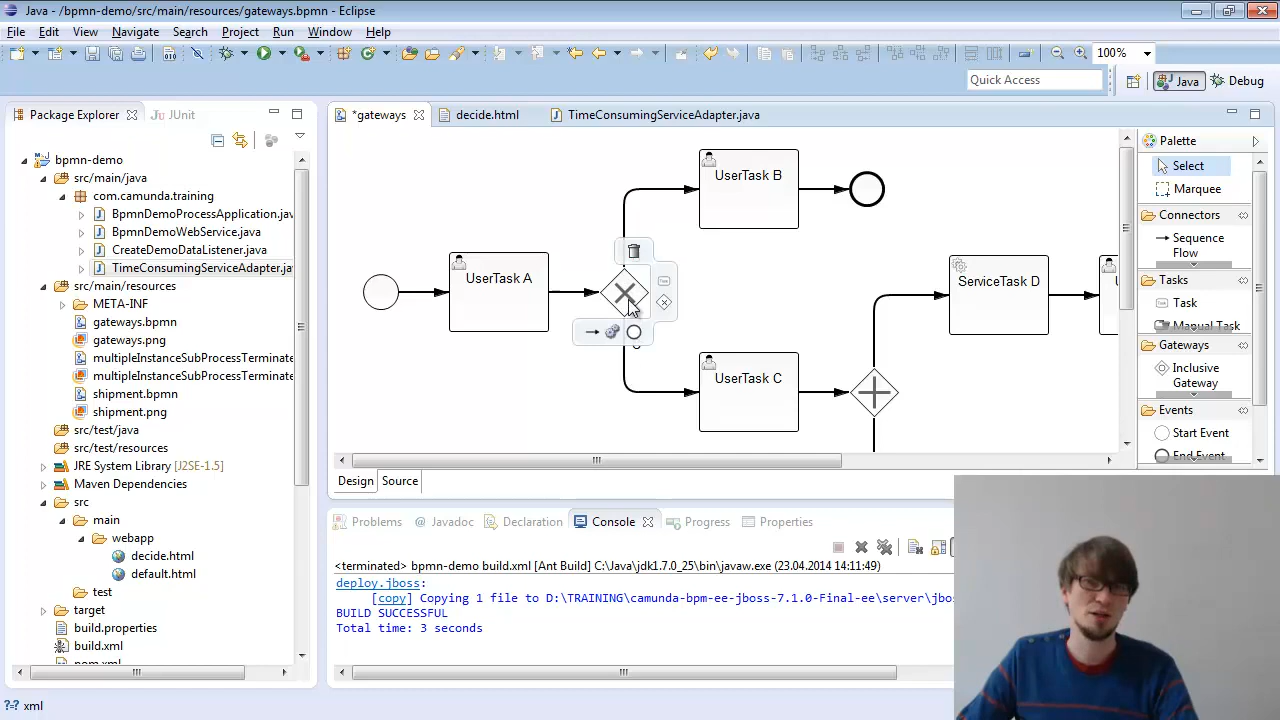 Java - /bpmn-demo/src/main/resources/gateways.bpmn - Eclipse
File Edit View Navigate Search Project Run Window Help
100%
Quick Access
Java
Debug
Package Explorer
JUnit
*gateways
decide.html
TimeConsumingServiceAdapter.java
bpmn-demo
src/main/java
com.camunda.training
BpmnDemoProcessApplication.jav
BpmnDemoWebService.java
CreateDemoDataListener.java
TimeConsumingServiceAdapter.jav
src/main/resources
META-INF
gateways.bpmn
gateways.png
multipleInstanceSubProcessTerminate
multipleInstanceSubProcessTerminate
shipment.bpmn
shipment.png
src/test/java
src/test/resources
JRE System Library [J2SE-1.5]
Maven Dependencies
src
main
webapp
decide.html
default.html
test
target
build.properties
build.xml
pom.xml
UserTask A
UserTask B
UserTask C
ServiceTask D
Palette
Select
Marquee
Connectors
Sequence
Flow
Tasks
Task
Manual Task
Gateways
Inclusive
Gateway
Events
Start Event
End Event
Design
Source
Problems
Javadoc
Declaration
Console
Progress
Properties
<terminated> bpmn-demo build.xml [Ant Build] C:\Java\jdk1.7.0_25\bin\javaw.exe (23.04.2014 14:11:49)
deploy.jboss:
[copy] Copying 1 file to D:\TRAINING\camunda-bpm-ee-jboss-7.1.0-Final-ee\server\jbo
BUILD SUCCESSFUL
Total time: 3 seconds
xml